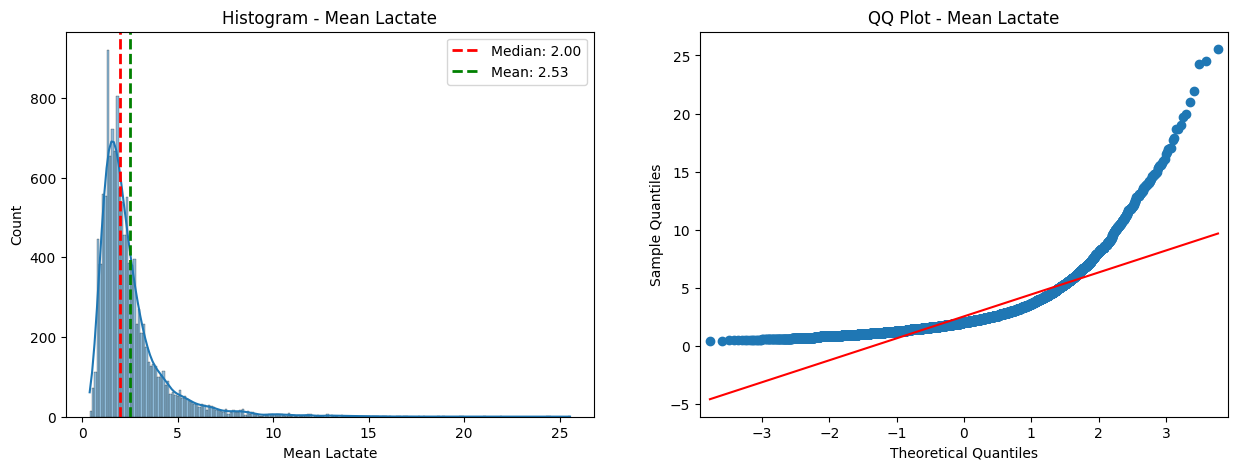 Histogram - Mean Lactate
Median: 2.00
Mean: 2.53
800
600
400
200
0
Count
0 5 10 15 20 25
Mean Lactate
QQ Plot - Mean Lactate
25
20
15
10
5
0
−5
Sample Quantiles
−3 −2 −1 0 1 2 3
Theoretical Quantiles